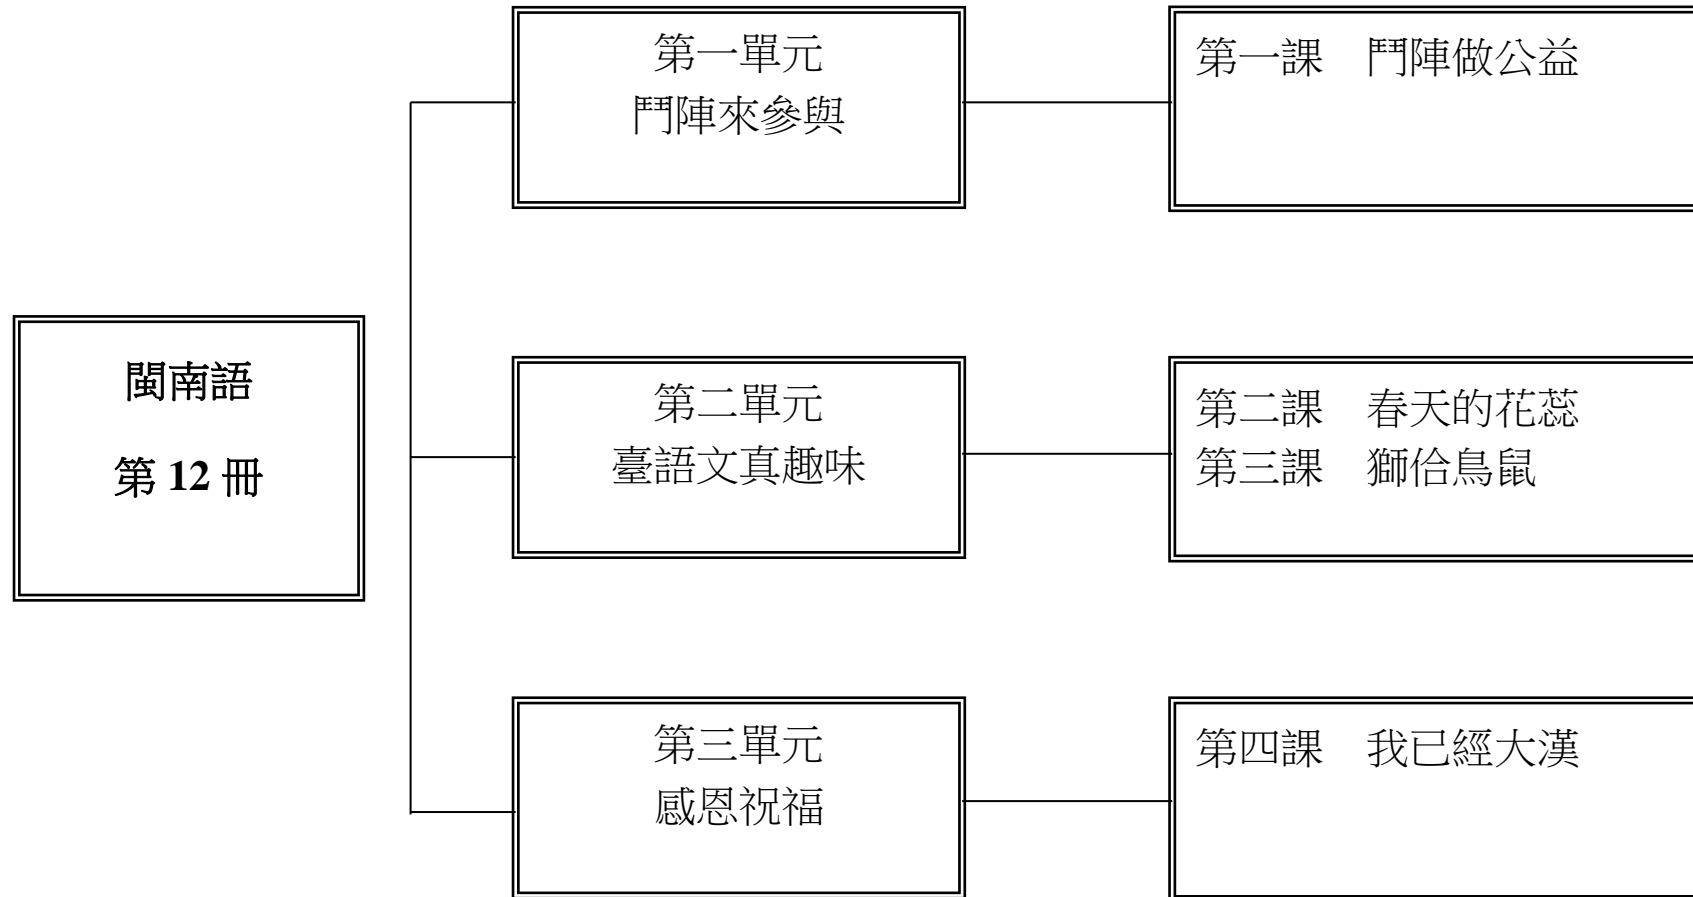 閩南語
第 12 冊
第一單元
鬥陣來參與
第一課　鬥陣做公益
第二單元
臺語文真趣味
第二課　春天的花蕊
第三課　獅佮鳥鼠
第三單元
感恩祝福
第四課　我已經大漢